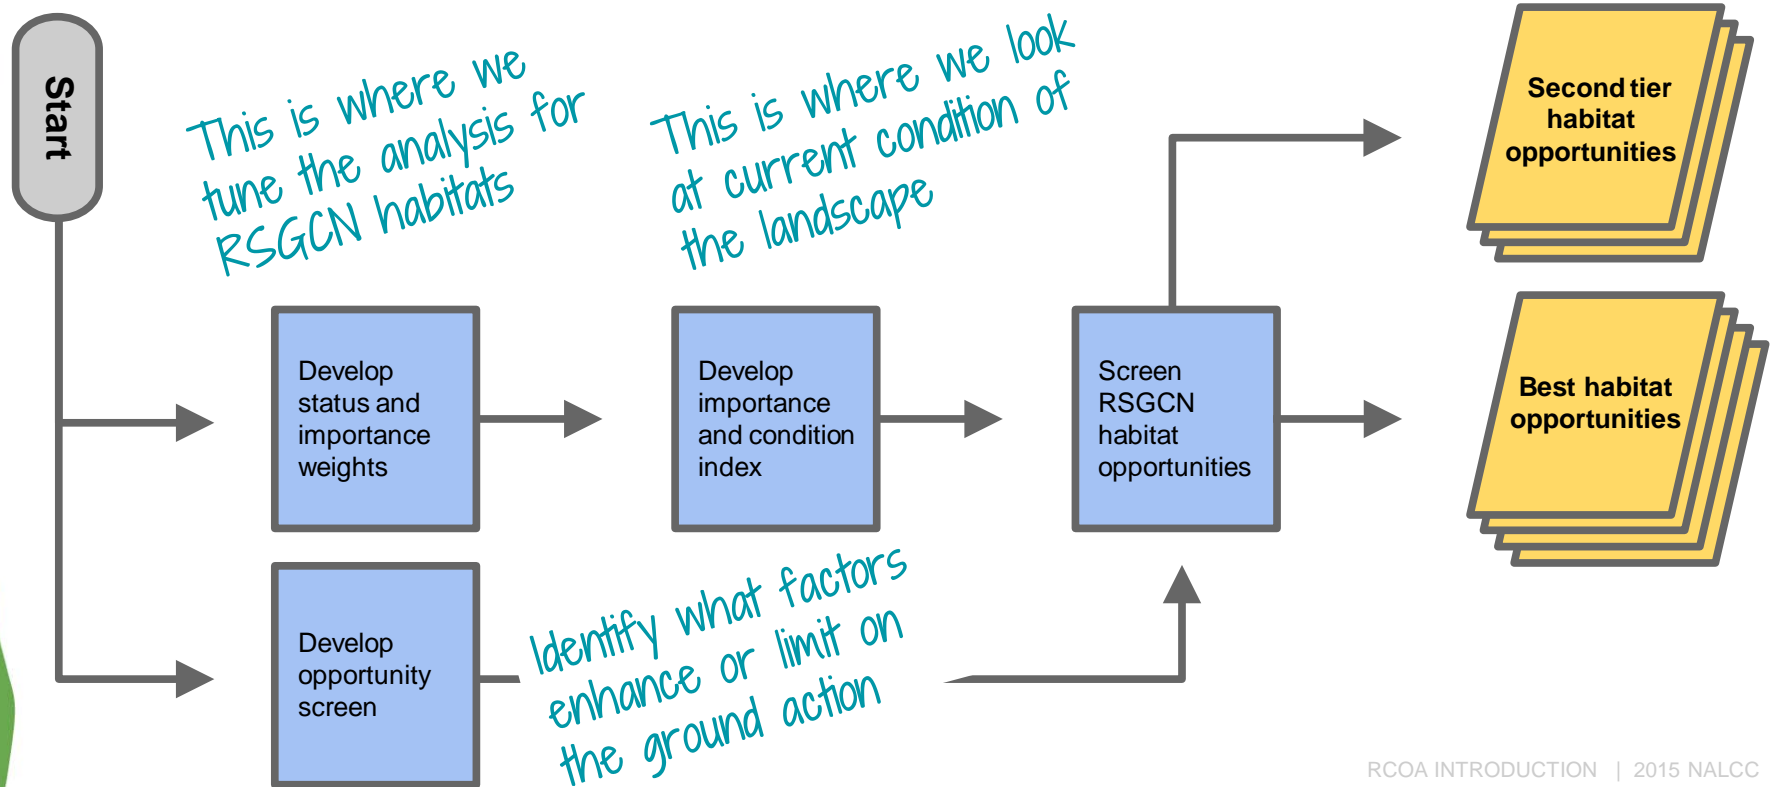 Start
This is where we
tune the analysis for
RSGCN habitats
This is where we look
at current condition of
the landscape
Second tier
habitat
opportunities
Develop
status and
importance
weights
Develop
importance
and condition
index
Screen
RSGCN
habitat
opportunities
Best habitat
opportunities
Develop
opportunity
screen
Identify what factors
enhance or limit on
the ground action
RCOA INTRODUCTION | 2015 NALCC